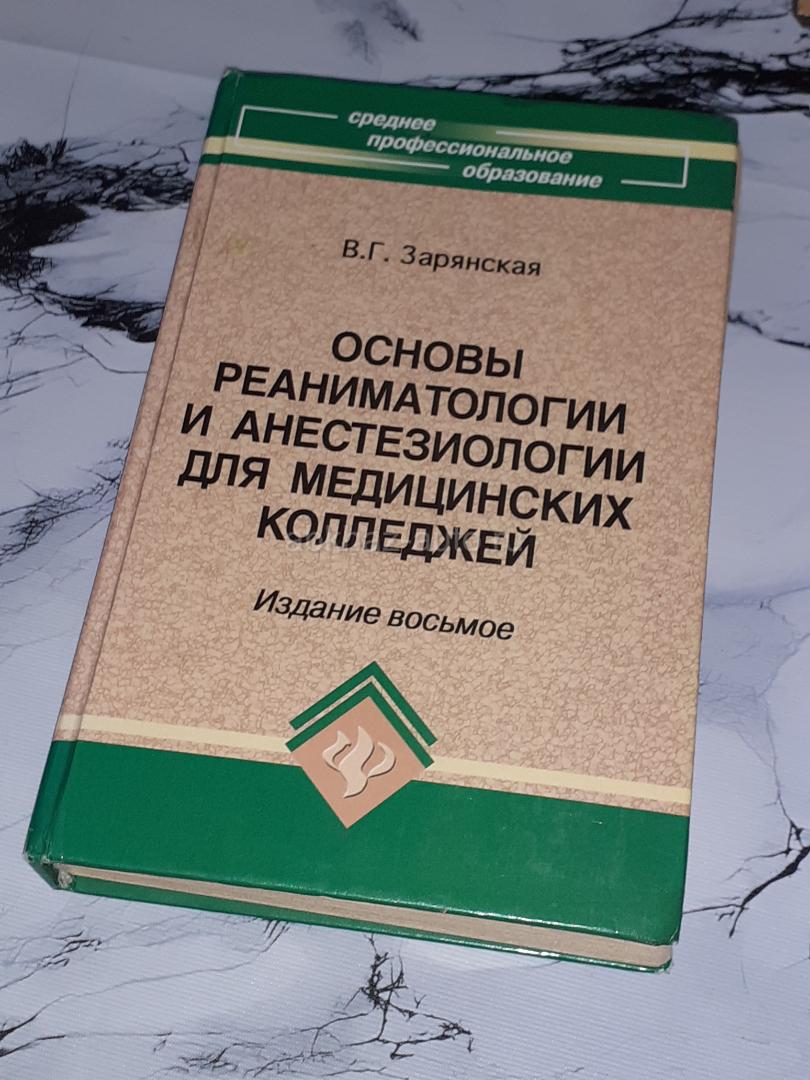 среднее
профессиональное
образование
В.Г. Зарянская
ОСНОВЫ
РЕАНИМАТОЛОГИИ
И АНЕСТЕЗИОЛОГИИ
ДЛЯ МЕДИЦИНСКИХ
КОЛЛЕДЖЕЙ
Издание восьмое